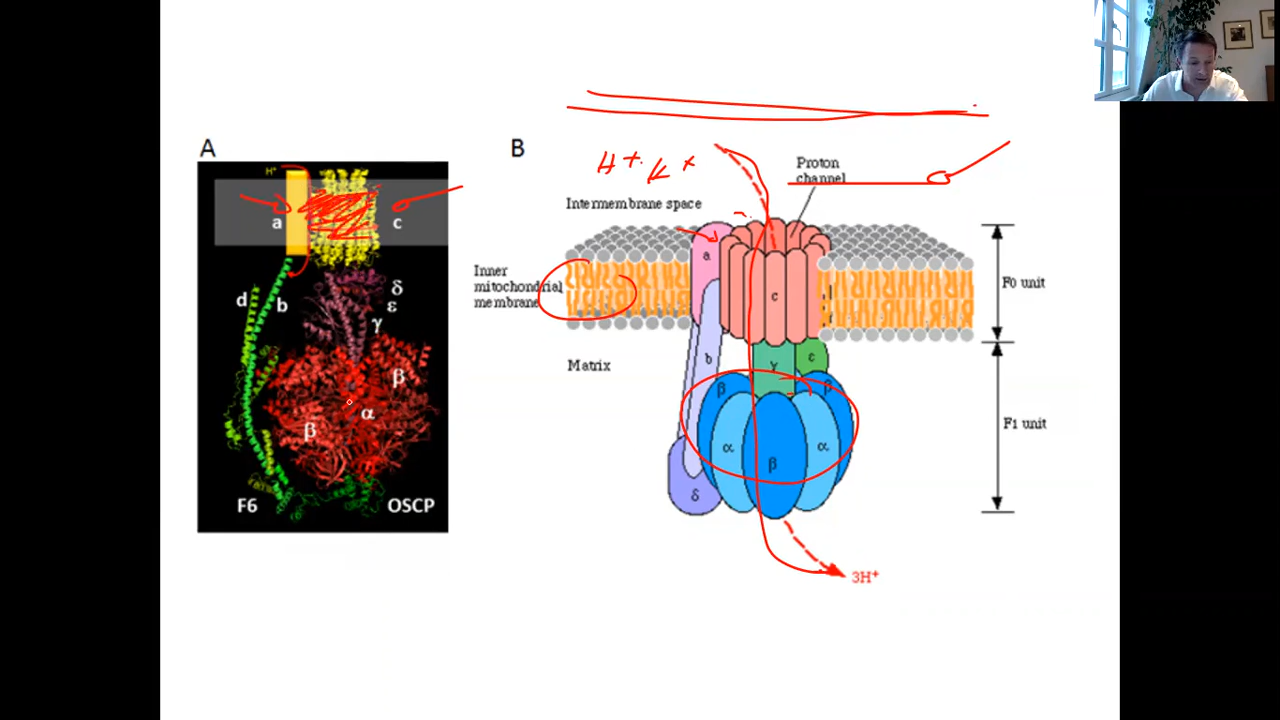 A
H+
a
c
d
b
δ
ε
γ
β
α
β
F6
OSCP
B
H+ K+
Proton
channel
Intermembrane space
a
c
Inner
mitochondrial
membrane
F0 unit
Matrix
b
γ
ε
β
β
α
β
α
δ
F1 unit
3H+